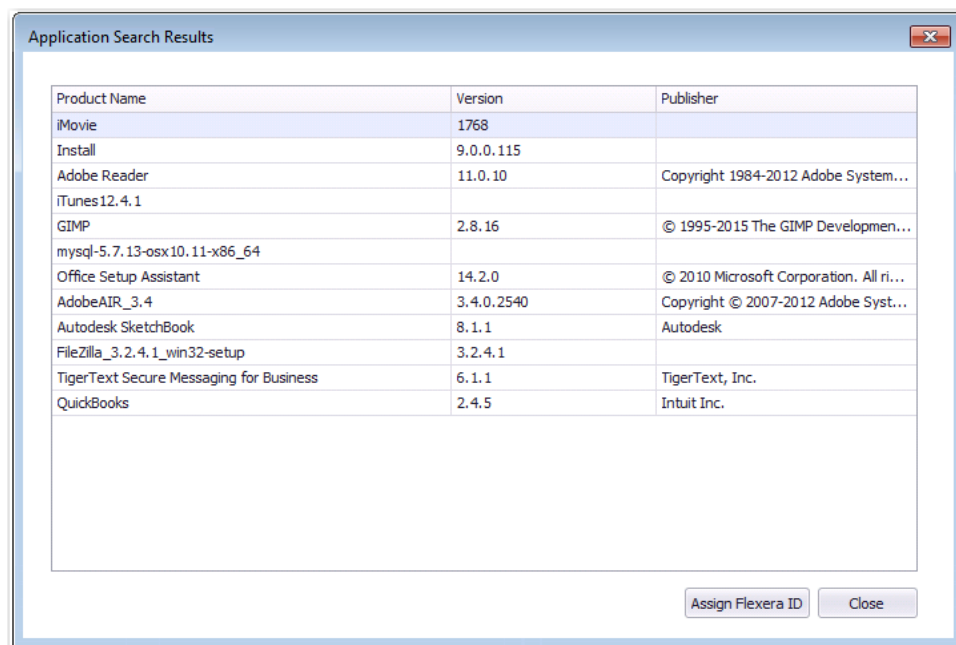 Application Search Results
Product Name Version Publisher
iMovie 1768
Install 9.0.0.115
Adobe Reader 11.0.10 Copyright 1984-2012 Adobe System...
iTunes12.4.1
GIMP 2.8.16 © 1995-2015 The GIMP Developmen...
mysql-5.7.13-osx10.11-x86_64
Office Setup Assistant 14.2.0 © 2010 Microsoft Corporation. All ri...
AdobeAIR_3.4 3.4.0.2540 Copyright © 2007-2012 Adobe Syst...
Autodesk SketchBook 8.1.1 Autodesk
FileZilla_3.2.4.1_win32-setup 3.2.4.1
TigerText Secure Messaging for Business 6.1.1 TigerText, Inc.
QuickBooks 2.4.5 Intuit Inc.
Assign Flexera ID Close